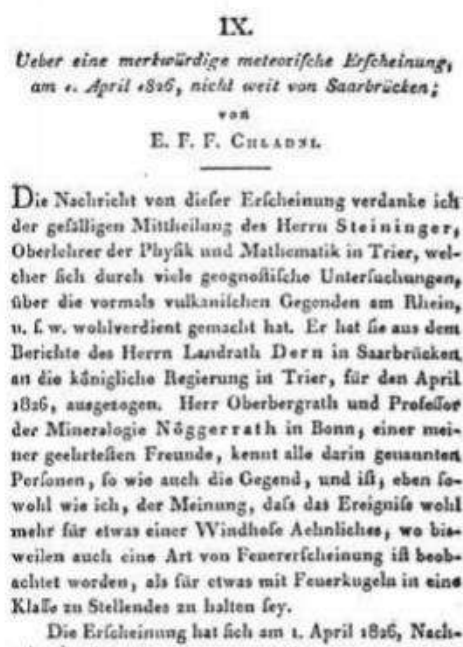 IX.
Ueber eine merkwürdige meteoriſche Erſcheinung,
am 1. April 1826, nicht weit von Saarbrücken;
von
E. F. F. CHLADNI.
Die Nachricht von dieſer Erſcheinung verdanke ich
der gefälligen Mittheilung des Herrn Steininger,
Oberlehrer der Phyſik und Mathematik in Trier, wel-
cher ſich durch viele geognoſtiſche Unterſuchungen,
über die vormals vulkaniſchen Gegenden am Rhein,
u. ſ. w. wohlverdient gemacht hat. Er hat ſie aus dem
Berichte des Herrn Landrath Dern in Saarbrücken
an die königliche Regierung in Trier, für den April
1826, ausgezogen. Herr Oberbergrath und Profeſſor
der Mineralogie Nöggerrath in Bonn, einer mei-
ner geehrteſten Freunde, kennt alle darin genannten
Perſonen, ſo wie auch die Gegend, und iſt, eben ſo-
wohl wie ich, der Meinung, daſs das Ereigniſs wohl
mehr für etwas einer Windhoſe Aehnliches, wo bis-
weilen auch eine Art von Feuererſcheinung iſt beob-
achtet worden, als für etwas mit Feuerkugeln in eine
Klaſſe zu Stellendes zu halten ſey.
Die Erſcheinung hat ſich am 1. April 1826, Nach-